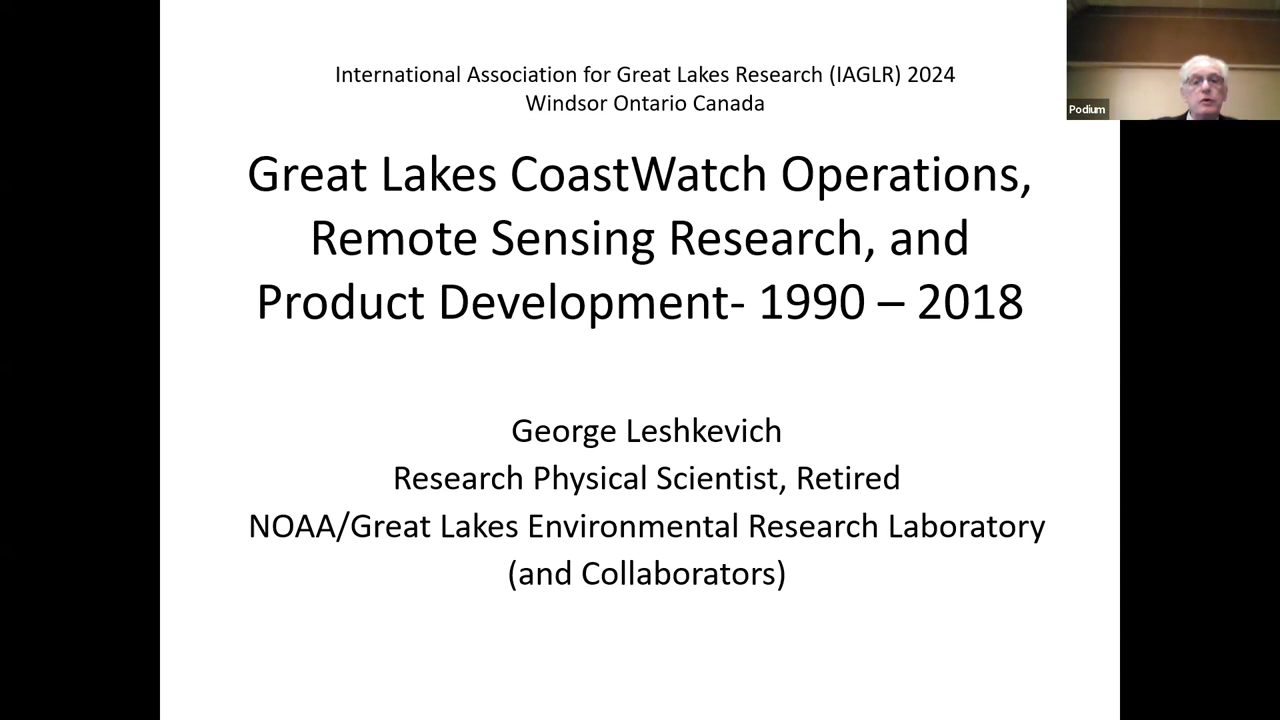 International Association for Great Lakes Research (IAGLR) 2024
Windsor Ontario Canada
Podium
Great Lakes CoastWatch Operations,
Remote Sensing Research, and
Product Development- 1990 – 2018
George Leshkevich
Research Physical Scientist, Retired
NOAA/Great Lakes Environmental Research Laboratory
(and Collaborators)